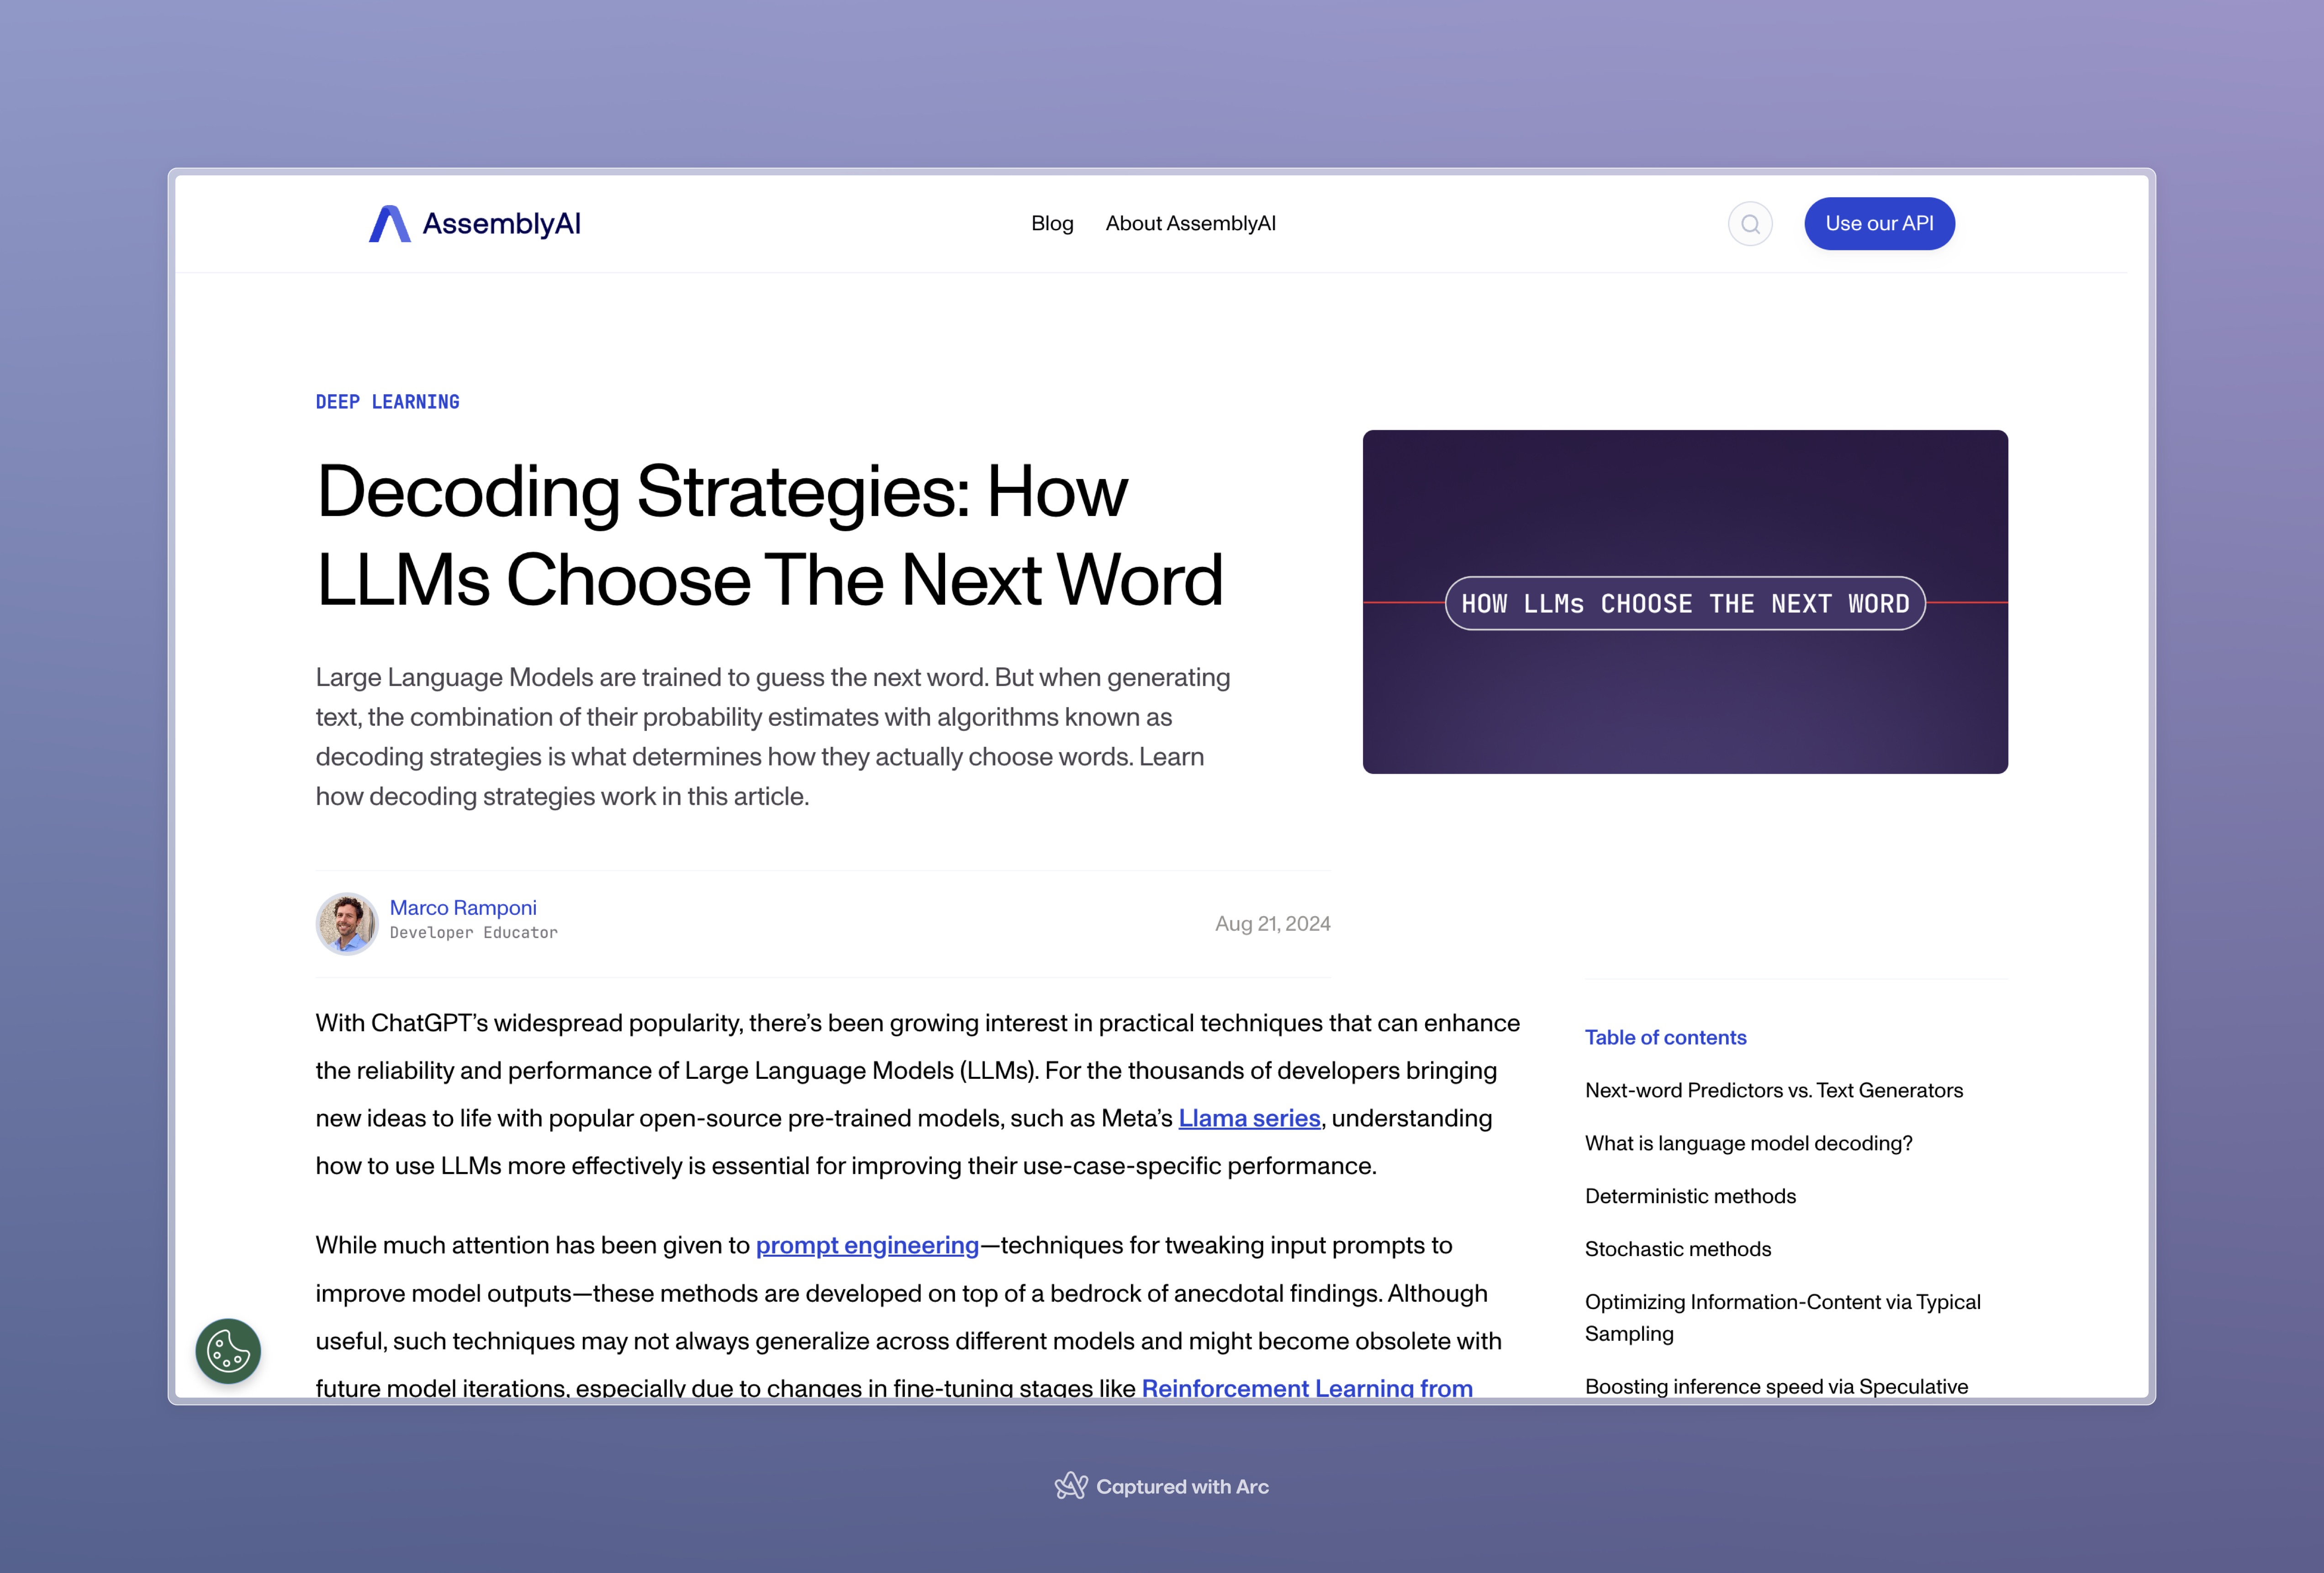 AssemblyAI
Blog
About AssemblyAI
Use our API
DEEP LEARNING
Decoding Strategies: How
LLMs Choose The Next Word
Large Language Models are trained to guess the next word. But when generating
text, the combination of their probability estimates with algorithms known as
decoding strategies is what determines how they actually choose words. Learn
how decoding strategies work in this article.
HOW LLMs CHOOSE THE NEXT WORD
Marco Ramponi
Developer Educator
Aug 21, 2024
With ChatGPT’s widespread popularity, there’s been growing interest in practical techniques that can enhance
the reliability and performance of Large Language Models (LLMs). For the thousands of developers bringing
new ideas to life with popular open-source pre-trained models, such as Meta’s Llama series, understanding
how to use LLMs more effectively is essential for improving their use-case-specific performance.
While much attention has been given to prompt engineering—techniques for tweaking input prompts to
improve model outputs—these methods are developed on top of a bedrock of anecdotal findings. Although
useful, such techniques may not always generalize across different models and might become obsolete with
future model iterations, especially due to changes in fine-tuning stages like Reinforcement Learning from
Table of contents
Next-word Predictors vs. Text Generators
What is language model decoding?
Deterministic methods
Stochastic methods
Optimizing Information-Content via Typical
Sampling
Boosting inference speed via Speculative
Captured with Arc